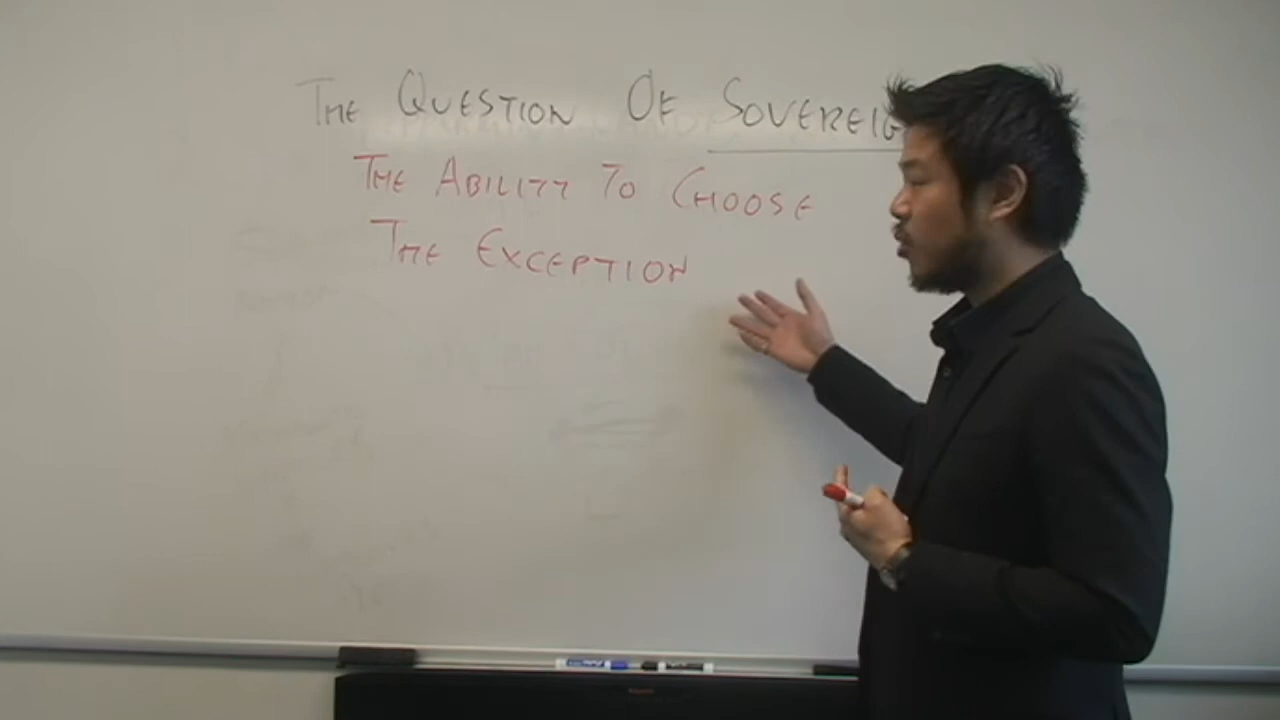 THE QUESTION OF SOVEREIG
THE ABILITY TO CHOOSE
THE EXCEPTION